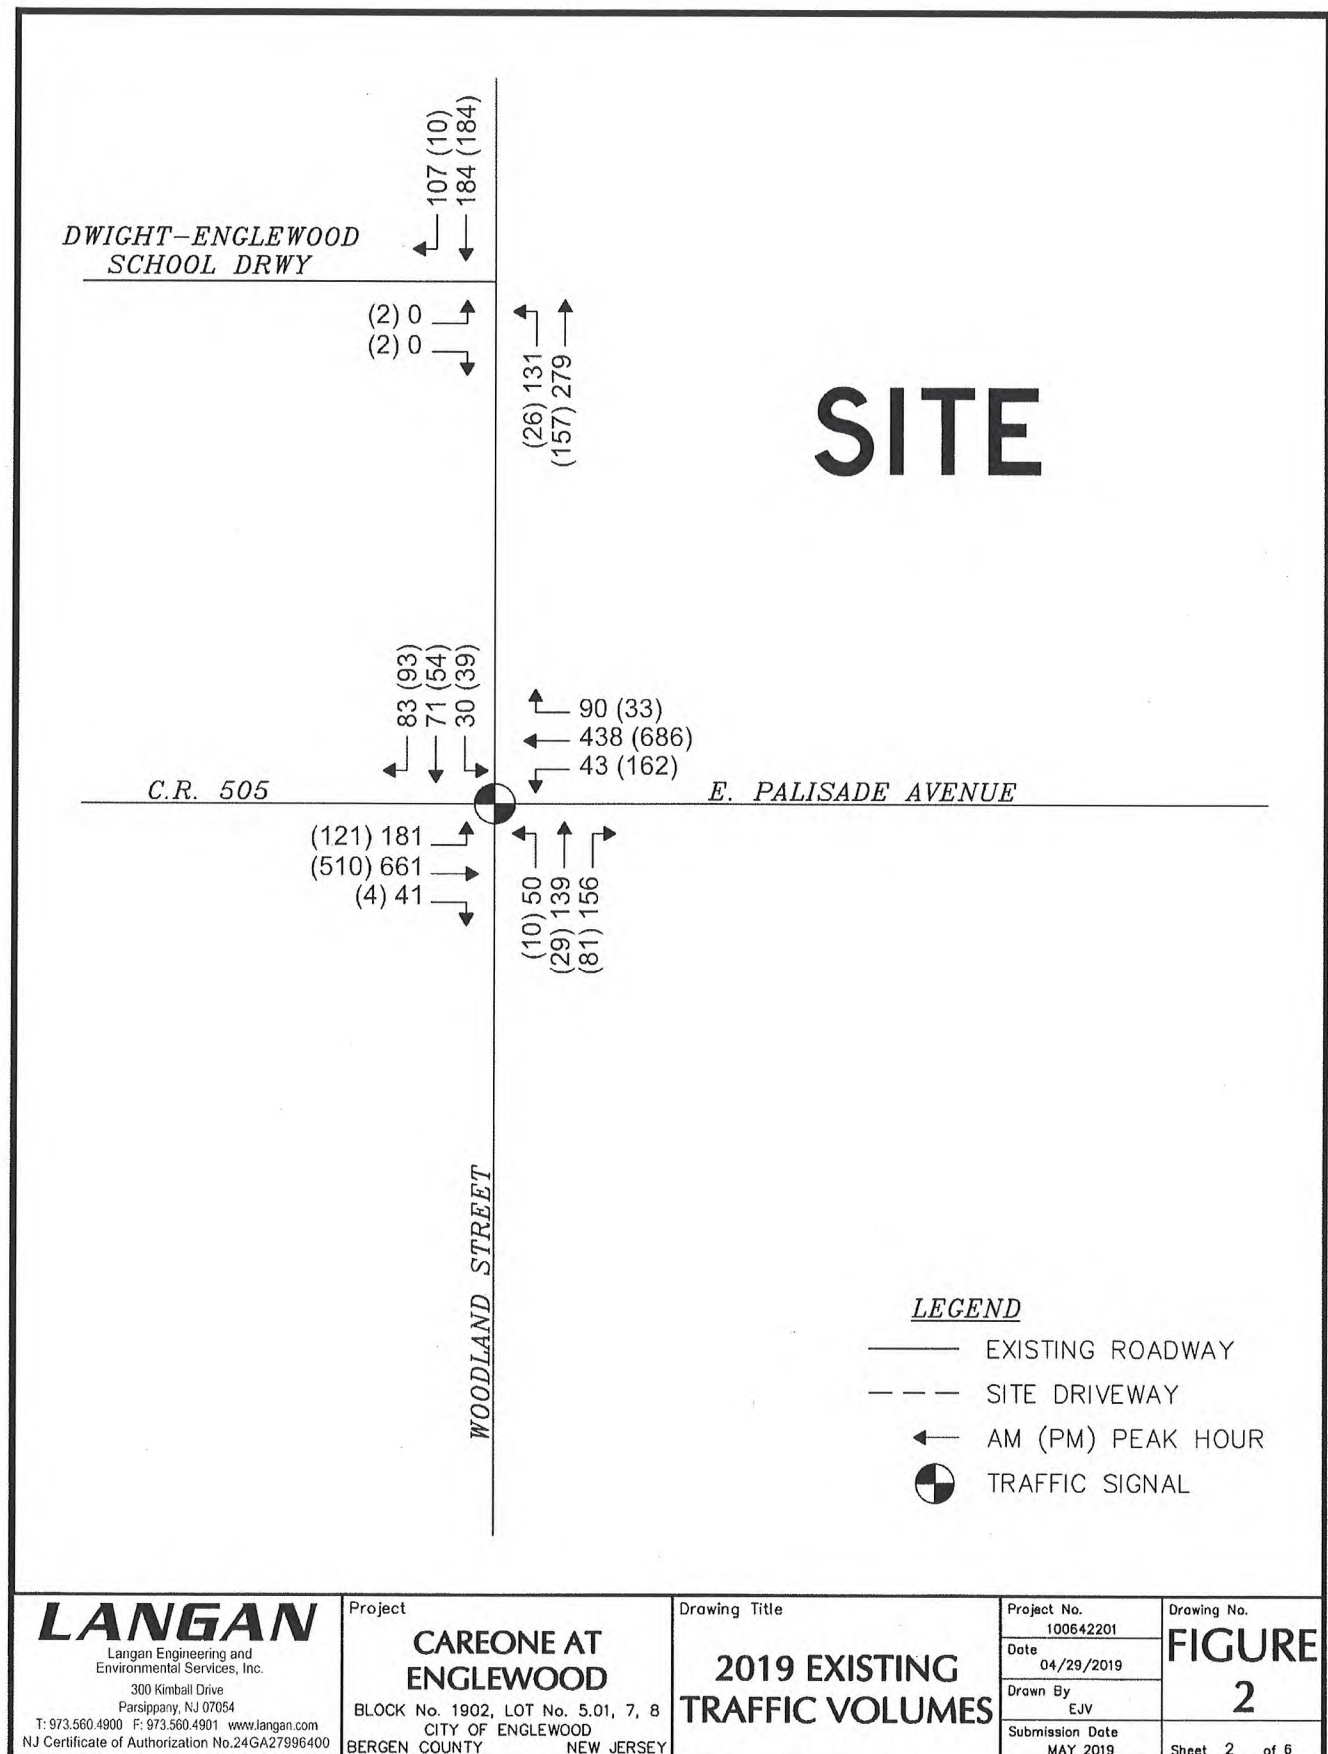 107 (10)
184 (184)
DWIGHT-ENGLEWOOD
SCHOOL DRWY
(2) 0
(2) 0
(26) 131
(157) 279
SITE
83 (93)
71 (54)
30 (39)
90 (33)
438 (686)
43 (162)
C.R. 505
E. PALISADE AVENUE
(121) 181
(510) 661
(4) 41
(10) 50
(29) 139
(81) 156
WOODLAND STREET
LEGEND
EXISTING ROADWAY
SITE DRIVEWAY
AM (PM) PEAK HOUR
TRAFFIC SIGNAL
LANGAN
Langan Engineering and
Environmental Services, Inc.
300 Kimball Drive
Parsippany, NJ 07054
T: 973.560.4900 F: 973.560.4901 www.langan.com
NJ Certificate of Authorization No.24GA27996400
Project
CAREONE AT
ENGLEWOOD
BLOCK No. 1902, LOT No. 5.01, 7, 8
CITY OF ENGLEWOOD
BERGEN COUNTY NEW JERSEY
Drawing Title
2019 EXISTING
TRAFFIC VOLUMES
Project No.
100642201
Date
04/29/2019
Drawn By
EJV
Submission Date
MAY 2019
Drawing No.
FIGURE
2
Sheet 2 of 6